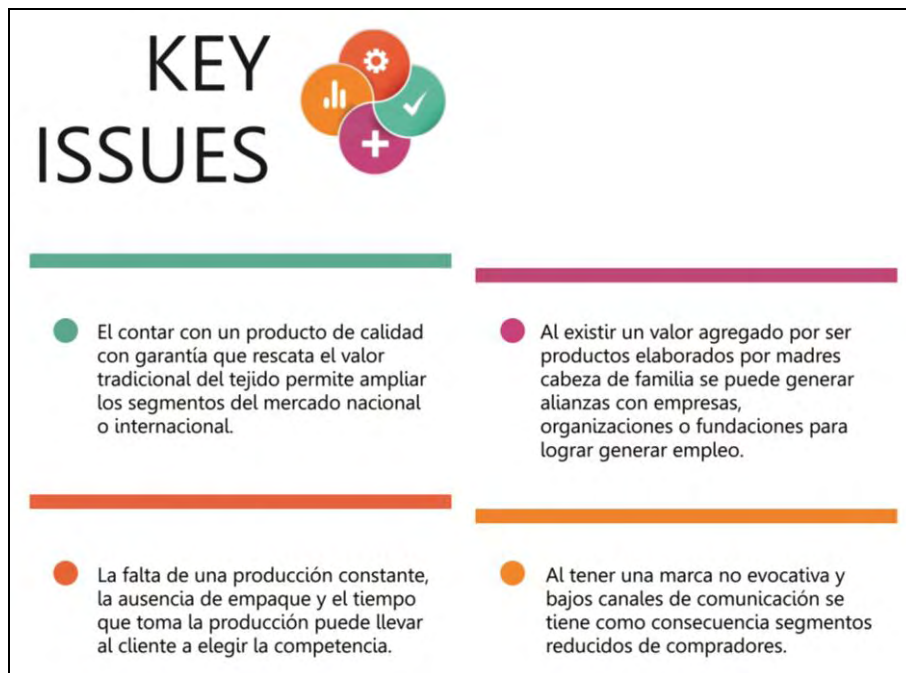 KEY
ISSUES
El contar con un producto de calidad
con garantía que rescata el valor
tradicional del tejido permite ampliar
los segmentos del mercado nacional
o internacional.
Al existir un valor agregado por ser
productos elaborados por madres
cabeza de familia se puede generar
alianzas con empresas,
organizaciones o fundaciones para
lograr generar empleo.
La falta de una producción constante,
la ausencia de empaque y el tiempo
que toma la producción puede llevar
al cliente a elegir la competencia.
Al tener una marca no evocativa y
bajos canales de comunicación se
tiene como consecuencia segmentos
reducidos de compradores.